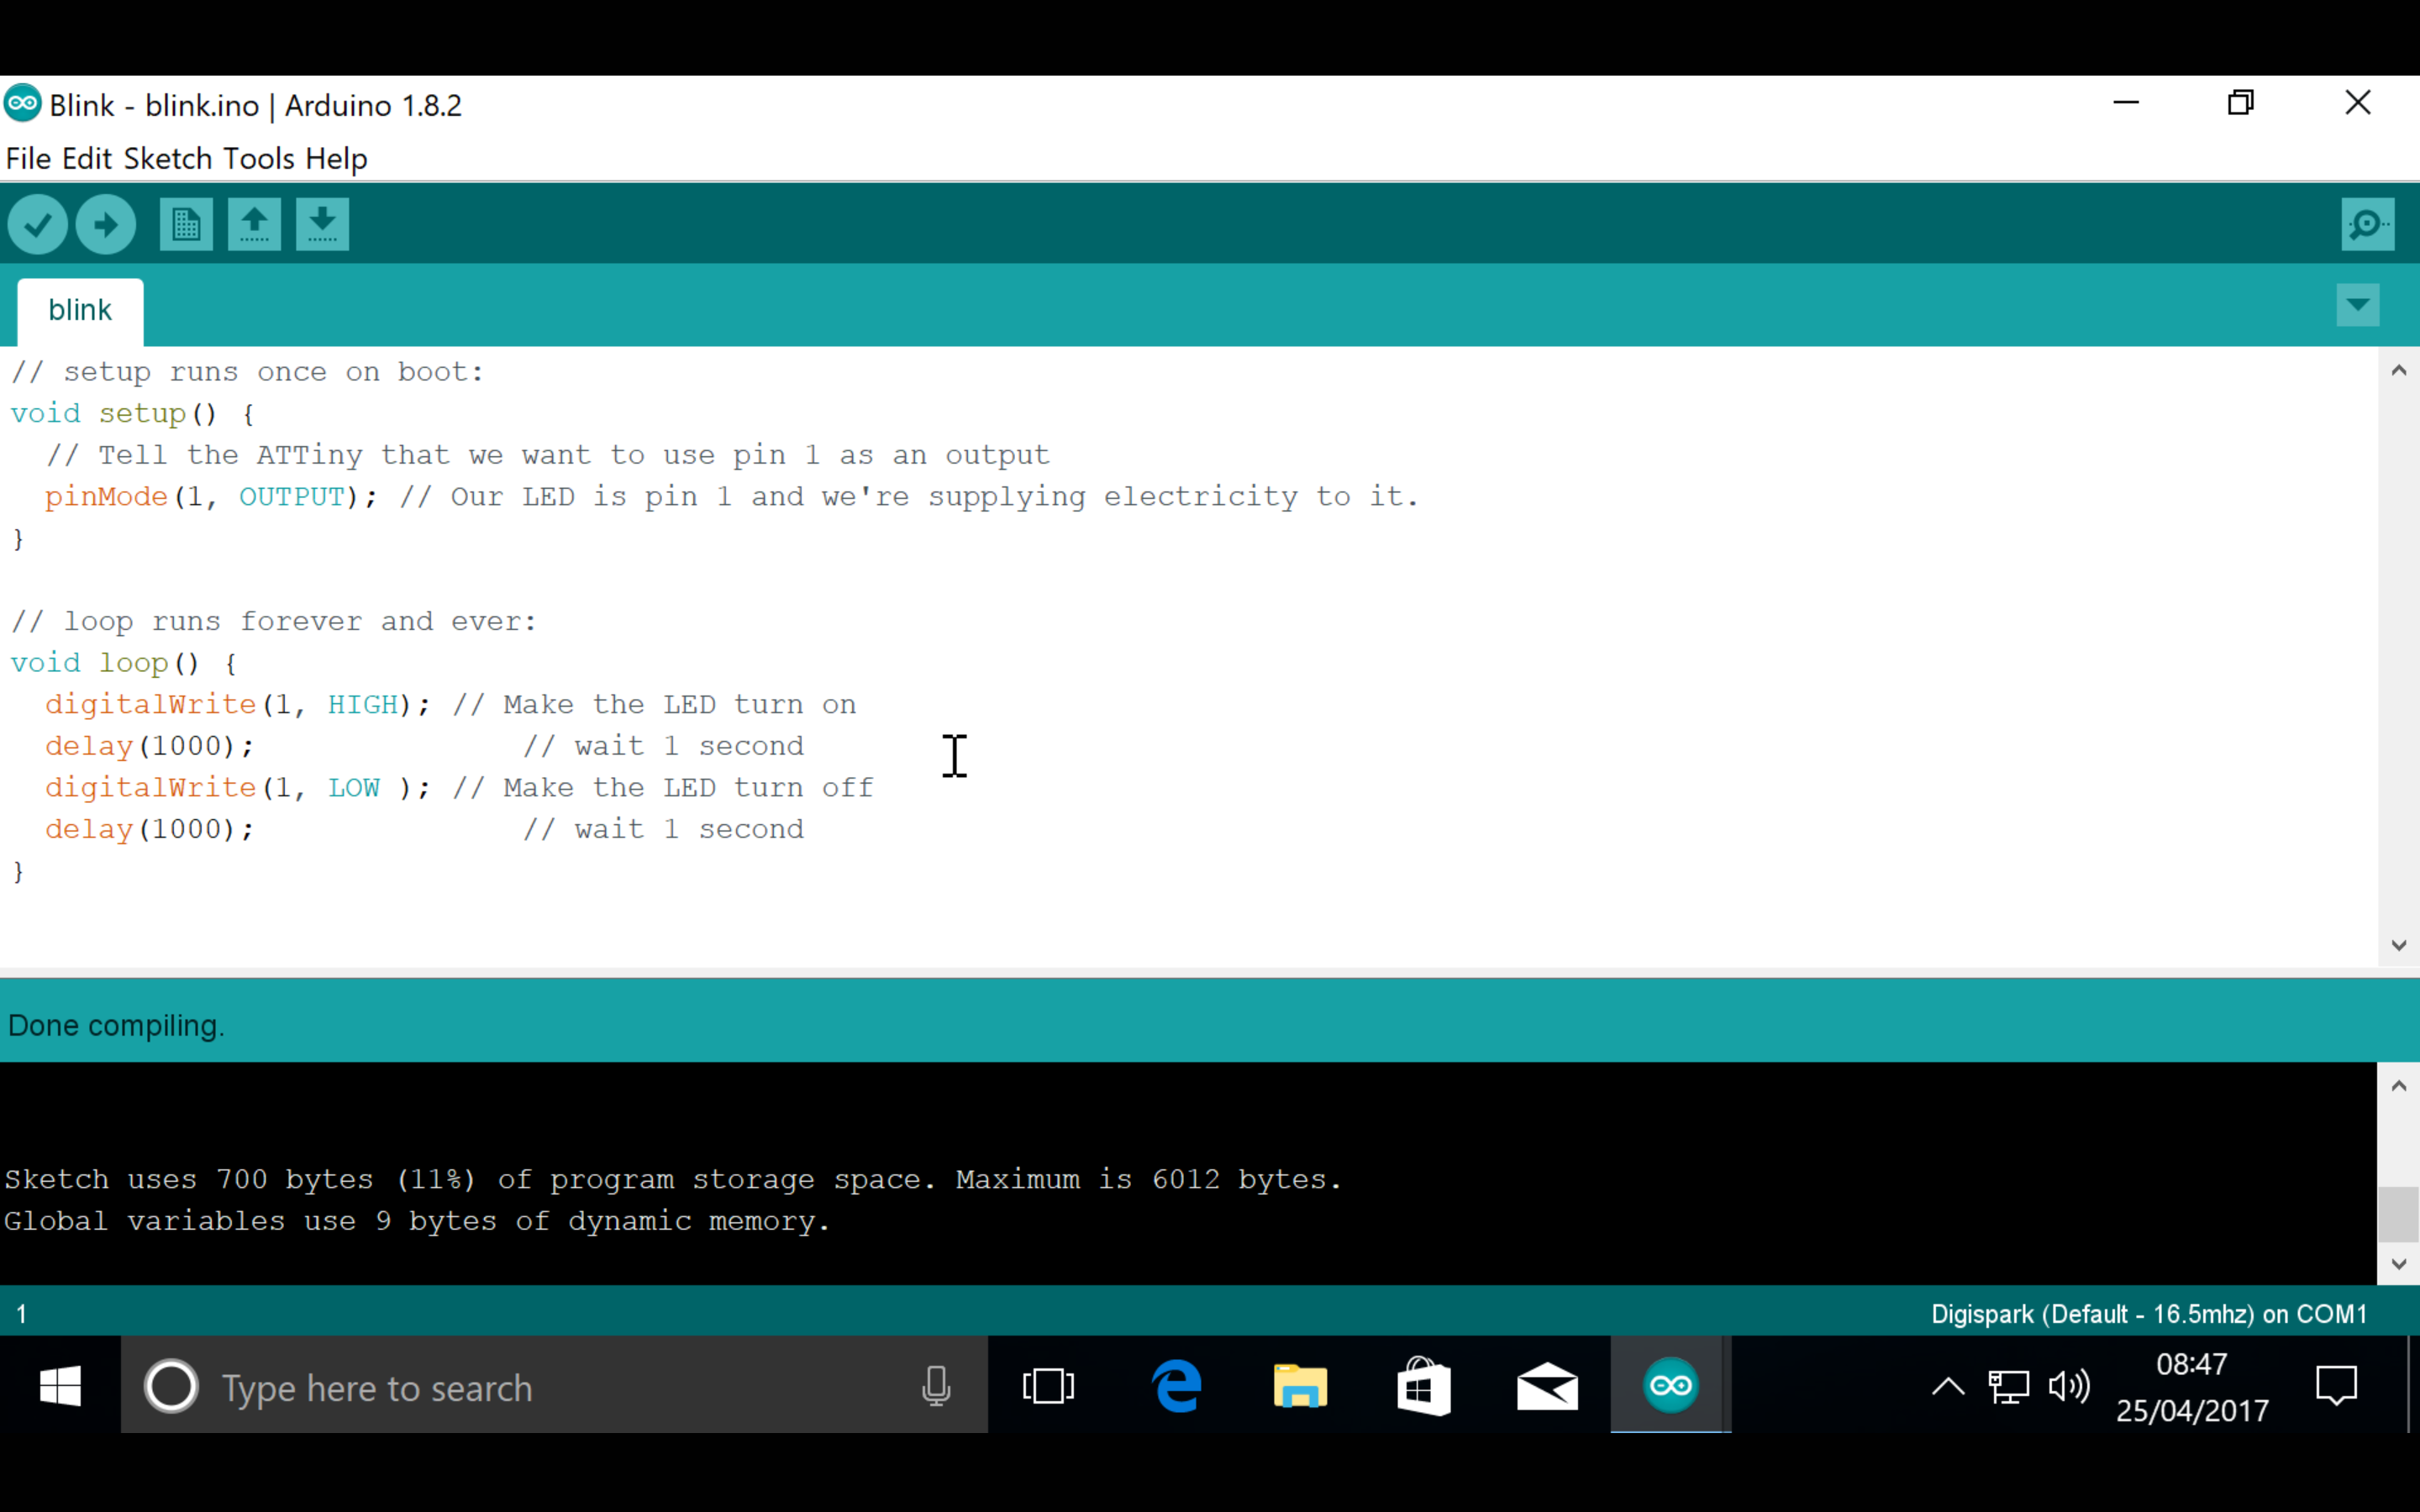 Blink - blink.ino | Arduino 1.8.2
File Edit Sketch Tools Help
blink
// setup runs once on boot:
void setup() {
  // Tell the ATTiny that we want to use pin 1 as an output
  pinMode(1, OUTPUT); // Our LED is pin 1 and we're supplying electricity to it.
}

// loop runs forever and ever:
void loop() {
  digitalWrite(1, HIGH); // Make the LED turn on
  delay(1000);               // wait 1 second
  digitalWrite(1, LOW ); // Make the LED turn off
  delay(1000);               // wait 1 second
}
Done compiling.
Sketch uses 700 bytes (11%) of program storage space. Maximum is 6012 bytes.
Global variables use 9 bytes of dynamic memory.
1
Digispark (Default - 16.5mhz) on COM1
Type here to search
08:47
25/04/2017